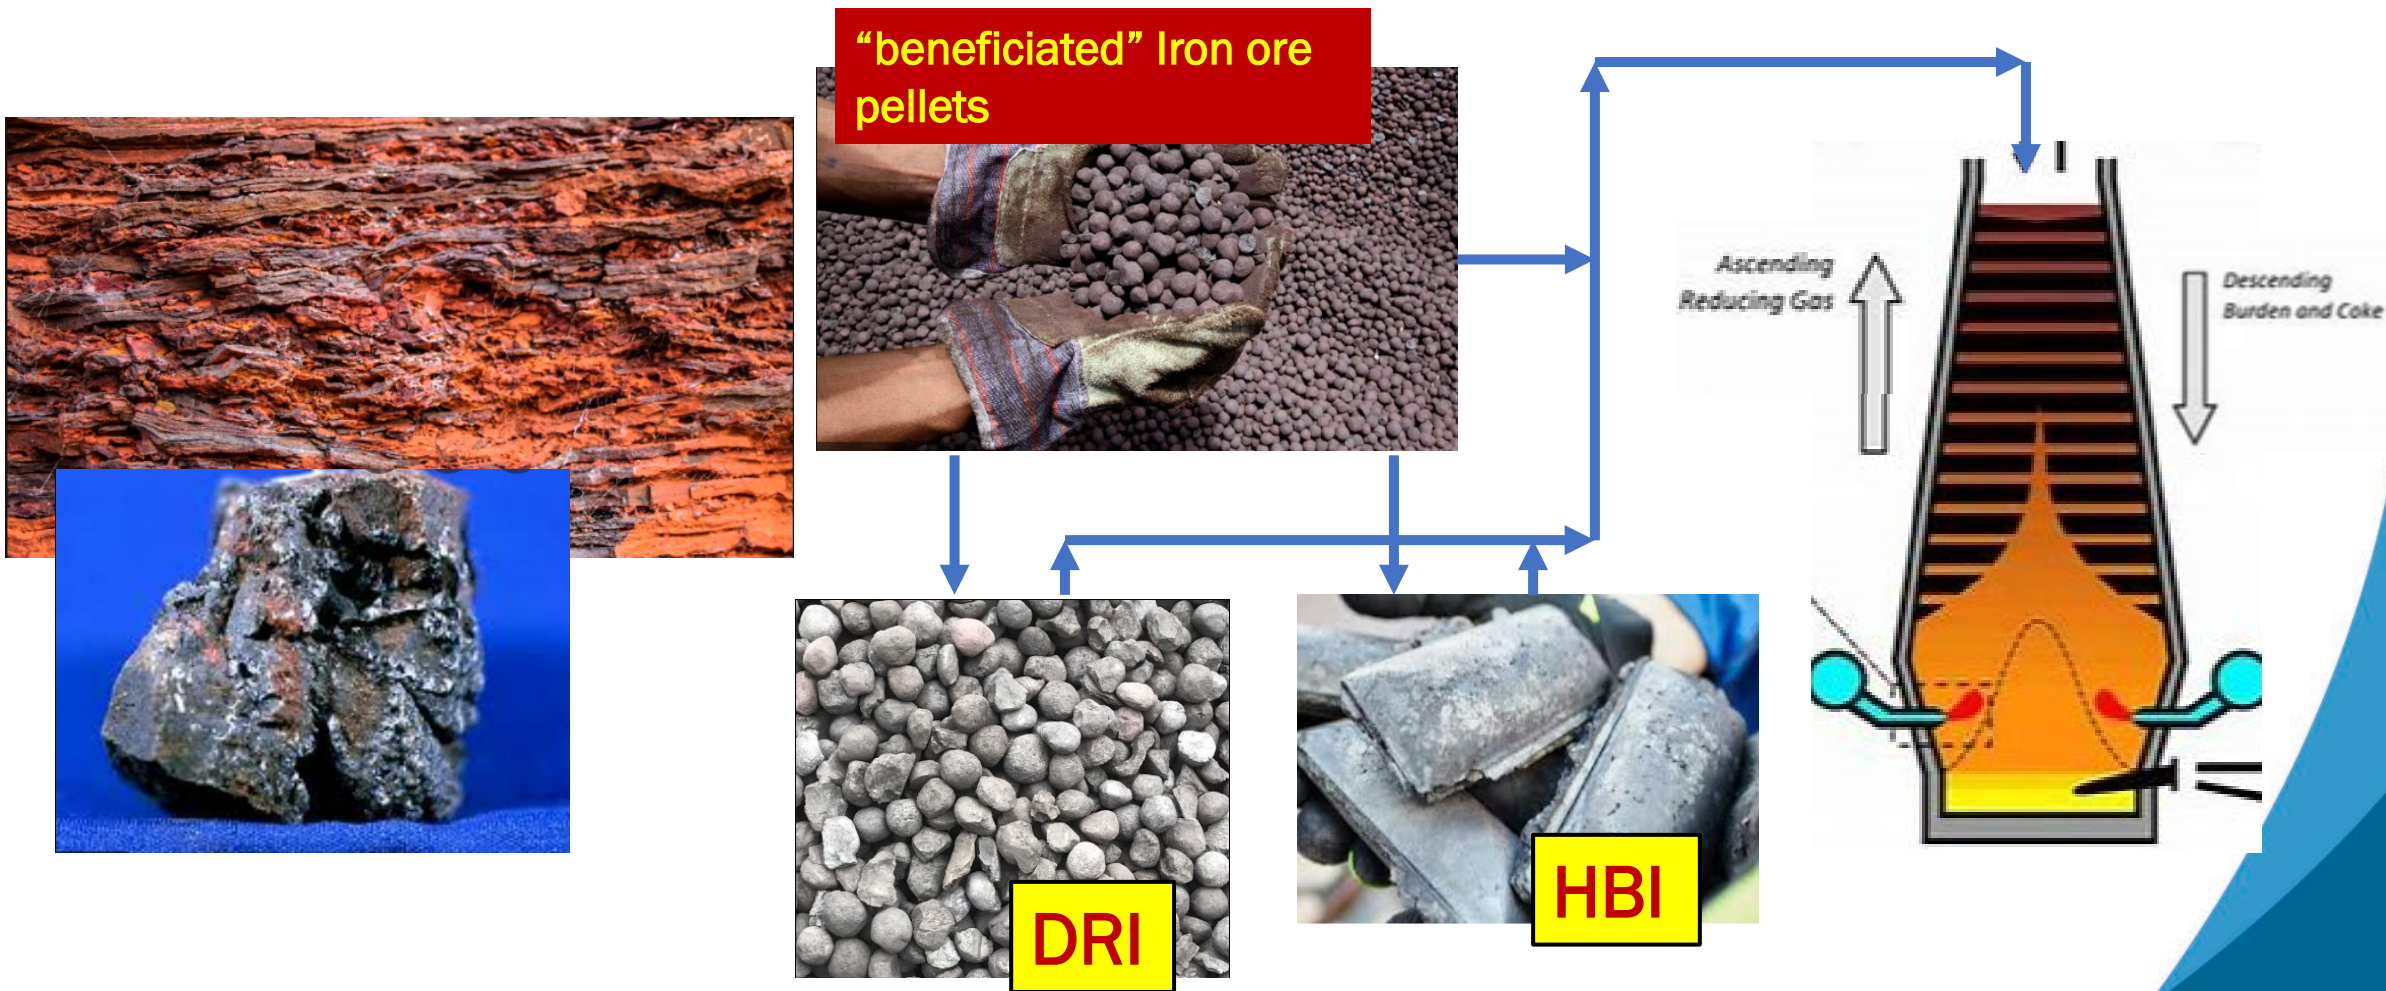 “beneficiated” Iron ore
pellets
Ascending
Reducing Gas
Descending
Burden and Coke
DRI
HBI